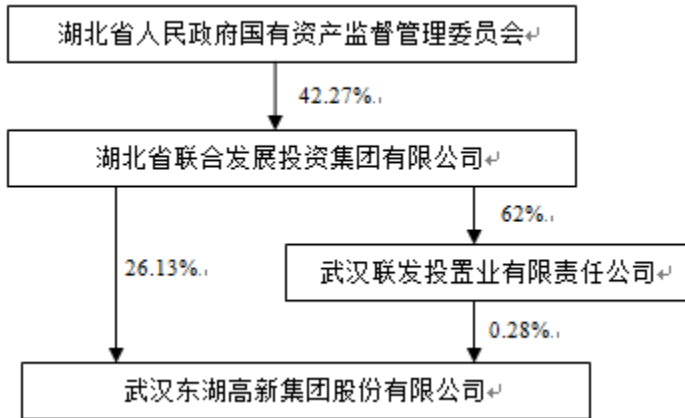 湖北省人民政府国有资产监督管理委员会
42.27%.
湖北省联合发展投资集团有限公司
62%.
26.13%.
武汉联发投置业有限责任公司
0.28%.
武汉东湖高新集团股份有限公司